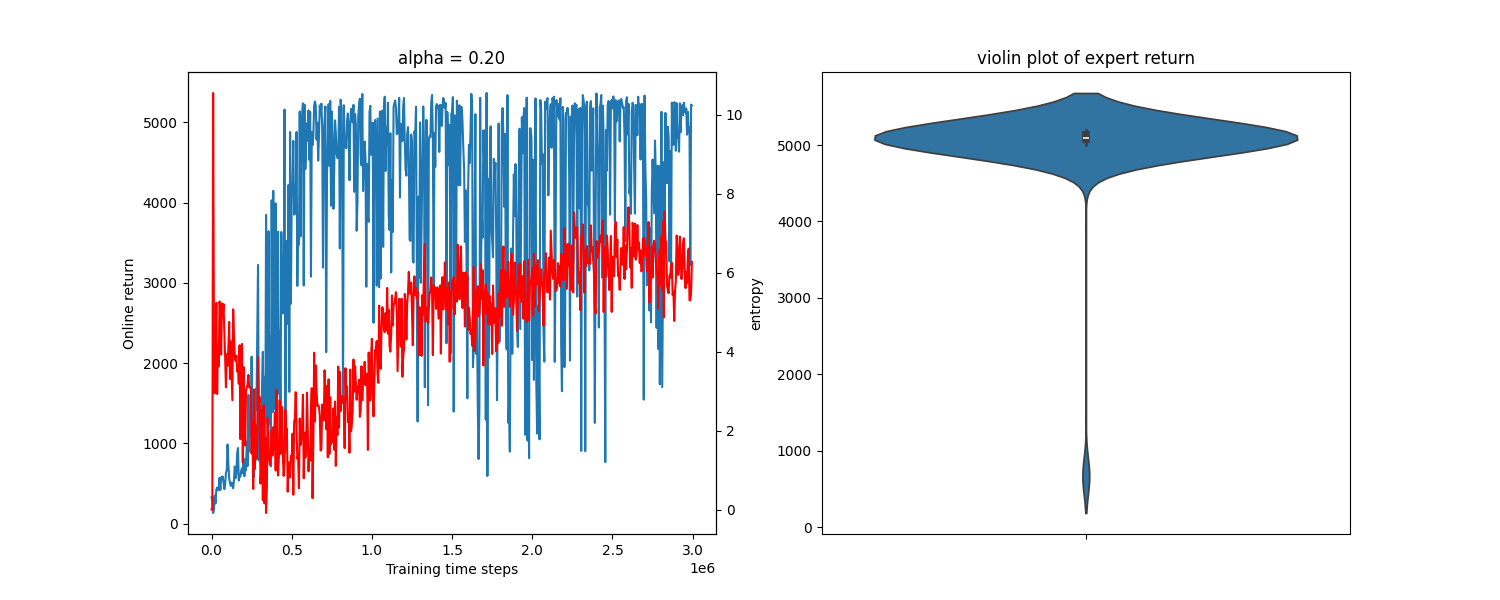 alpha = 0.20
Online return
5000
4000
3000
2000
1000
0
10
8
6
4
2
0
entropy
0.0 0.5 1.0 1.5 2.0 2.5 3.0
1e6
Training time steps
violin plot of expert return
5000
4000
3000
2000
1000
0